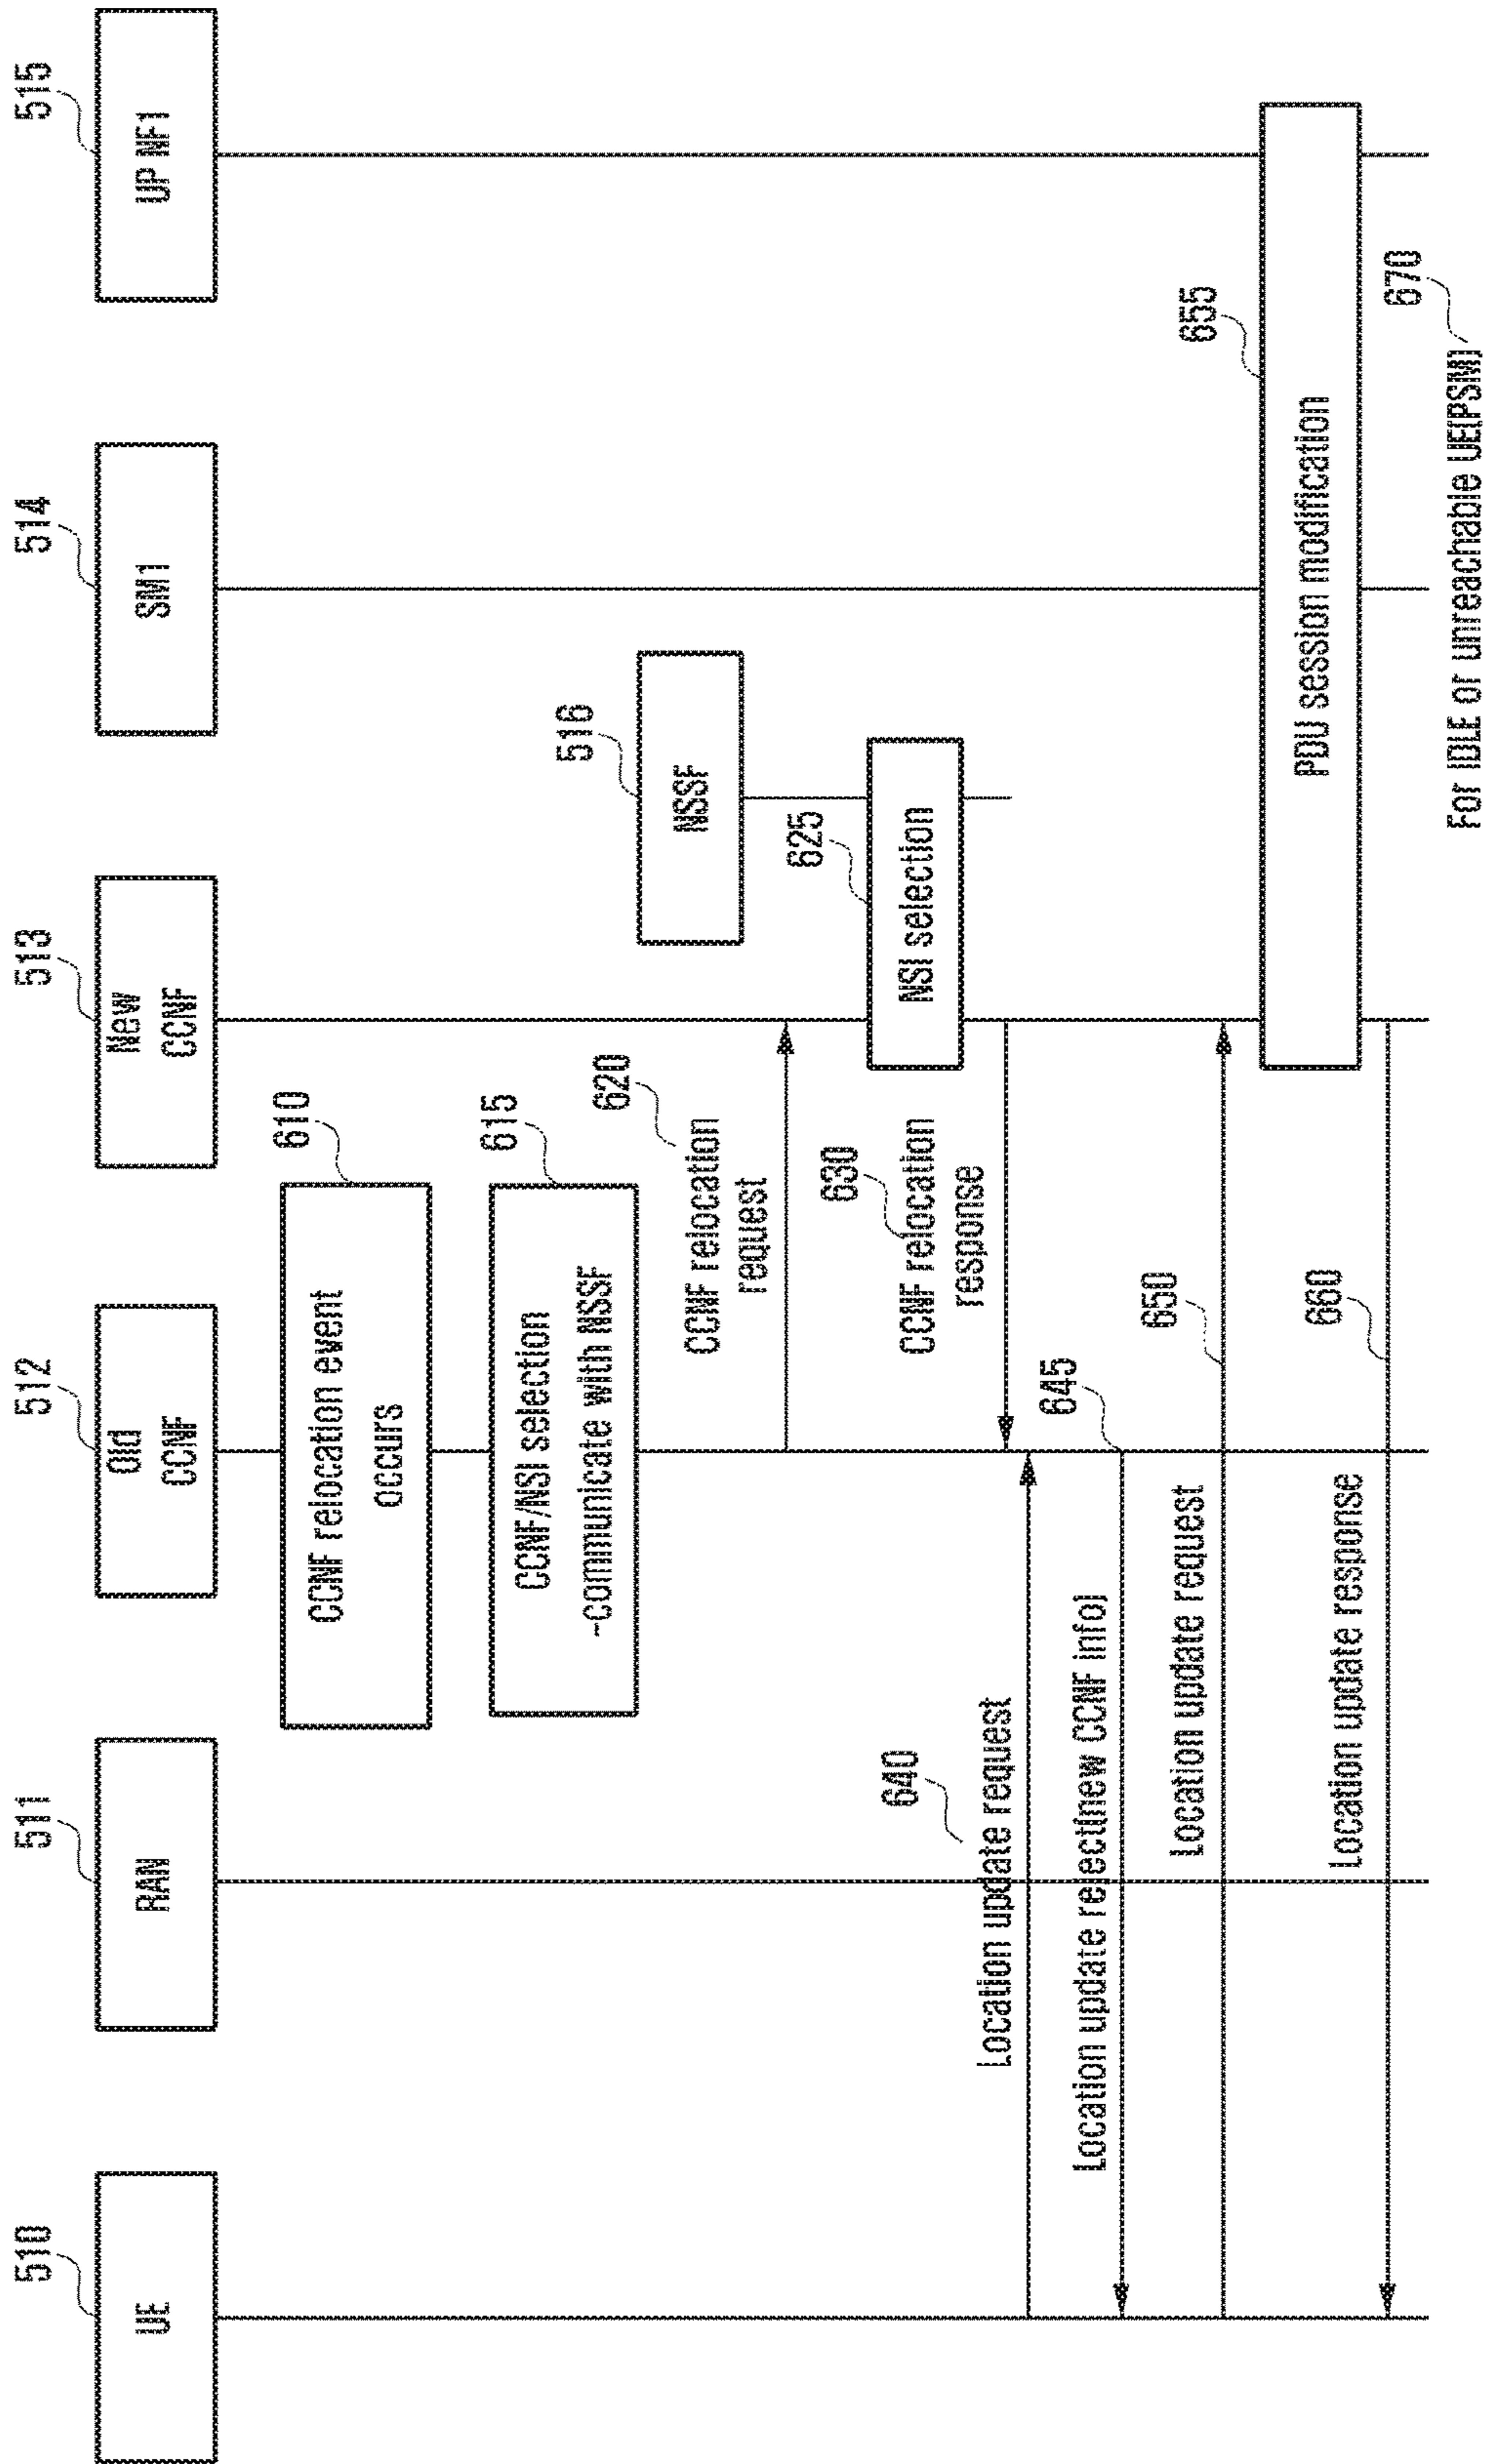 510
UE
511
RAN
512
Old
CCNF
513
New
CCNF
514
SM1
515
UP NF1
610
CCNF relocation event
occurs
615
CCNF/NSI selection
-communicate with NSSF
516
NSSF
620
CCNF relocation
request
625
NSI selection
630
CCNF relocation
response
640
Location update request
645
Location update reject(new CCNF info)
650
Location update request
655
PDU session modification
660
Location update response
670
For IDLE or unreachable UE(PSM)